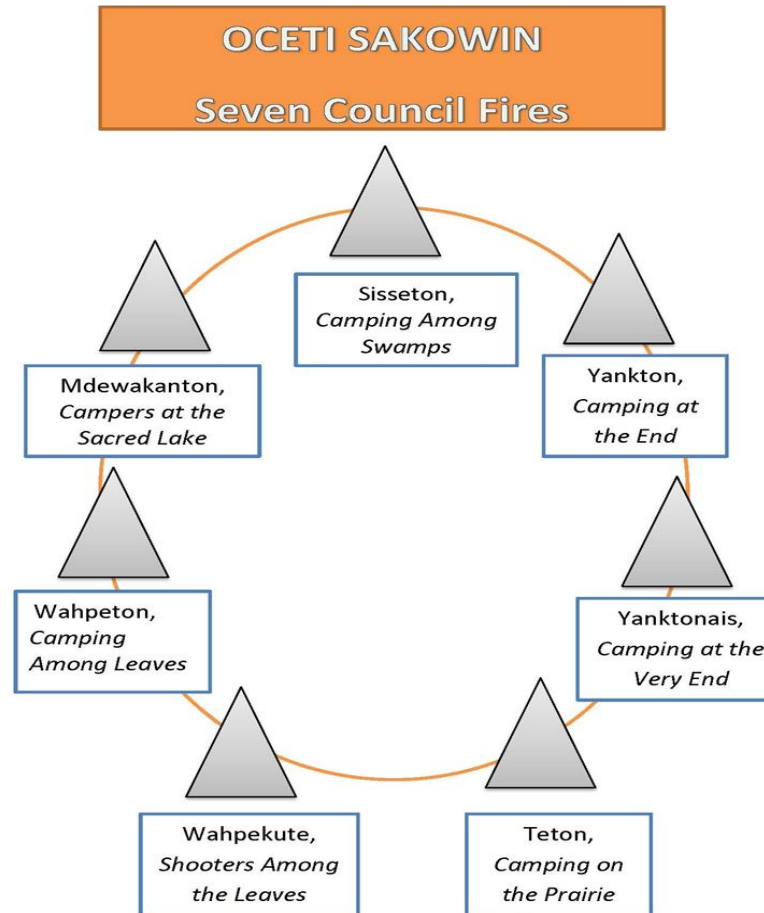 OCETI SAKOWIN
Seven Council Fires
Sisseton,
Camping Among
Swamps
Yankton,
Camping at
the End
Mdewakanton,
Campers at the
Sacred Lake
Yanktonais,
Camping at the
Very End
Wahpeton,
Camping
Among Leaves
Wahpekute,
Shooters Among
the Leaves
Teton,
Camping on
the Prairie